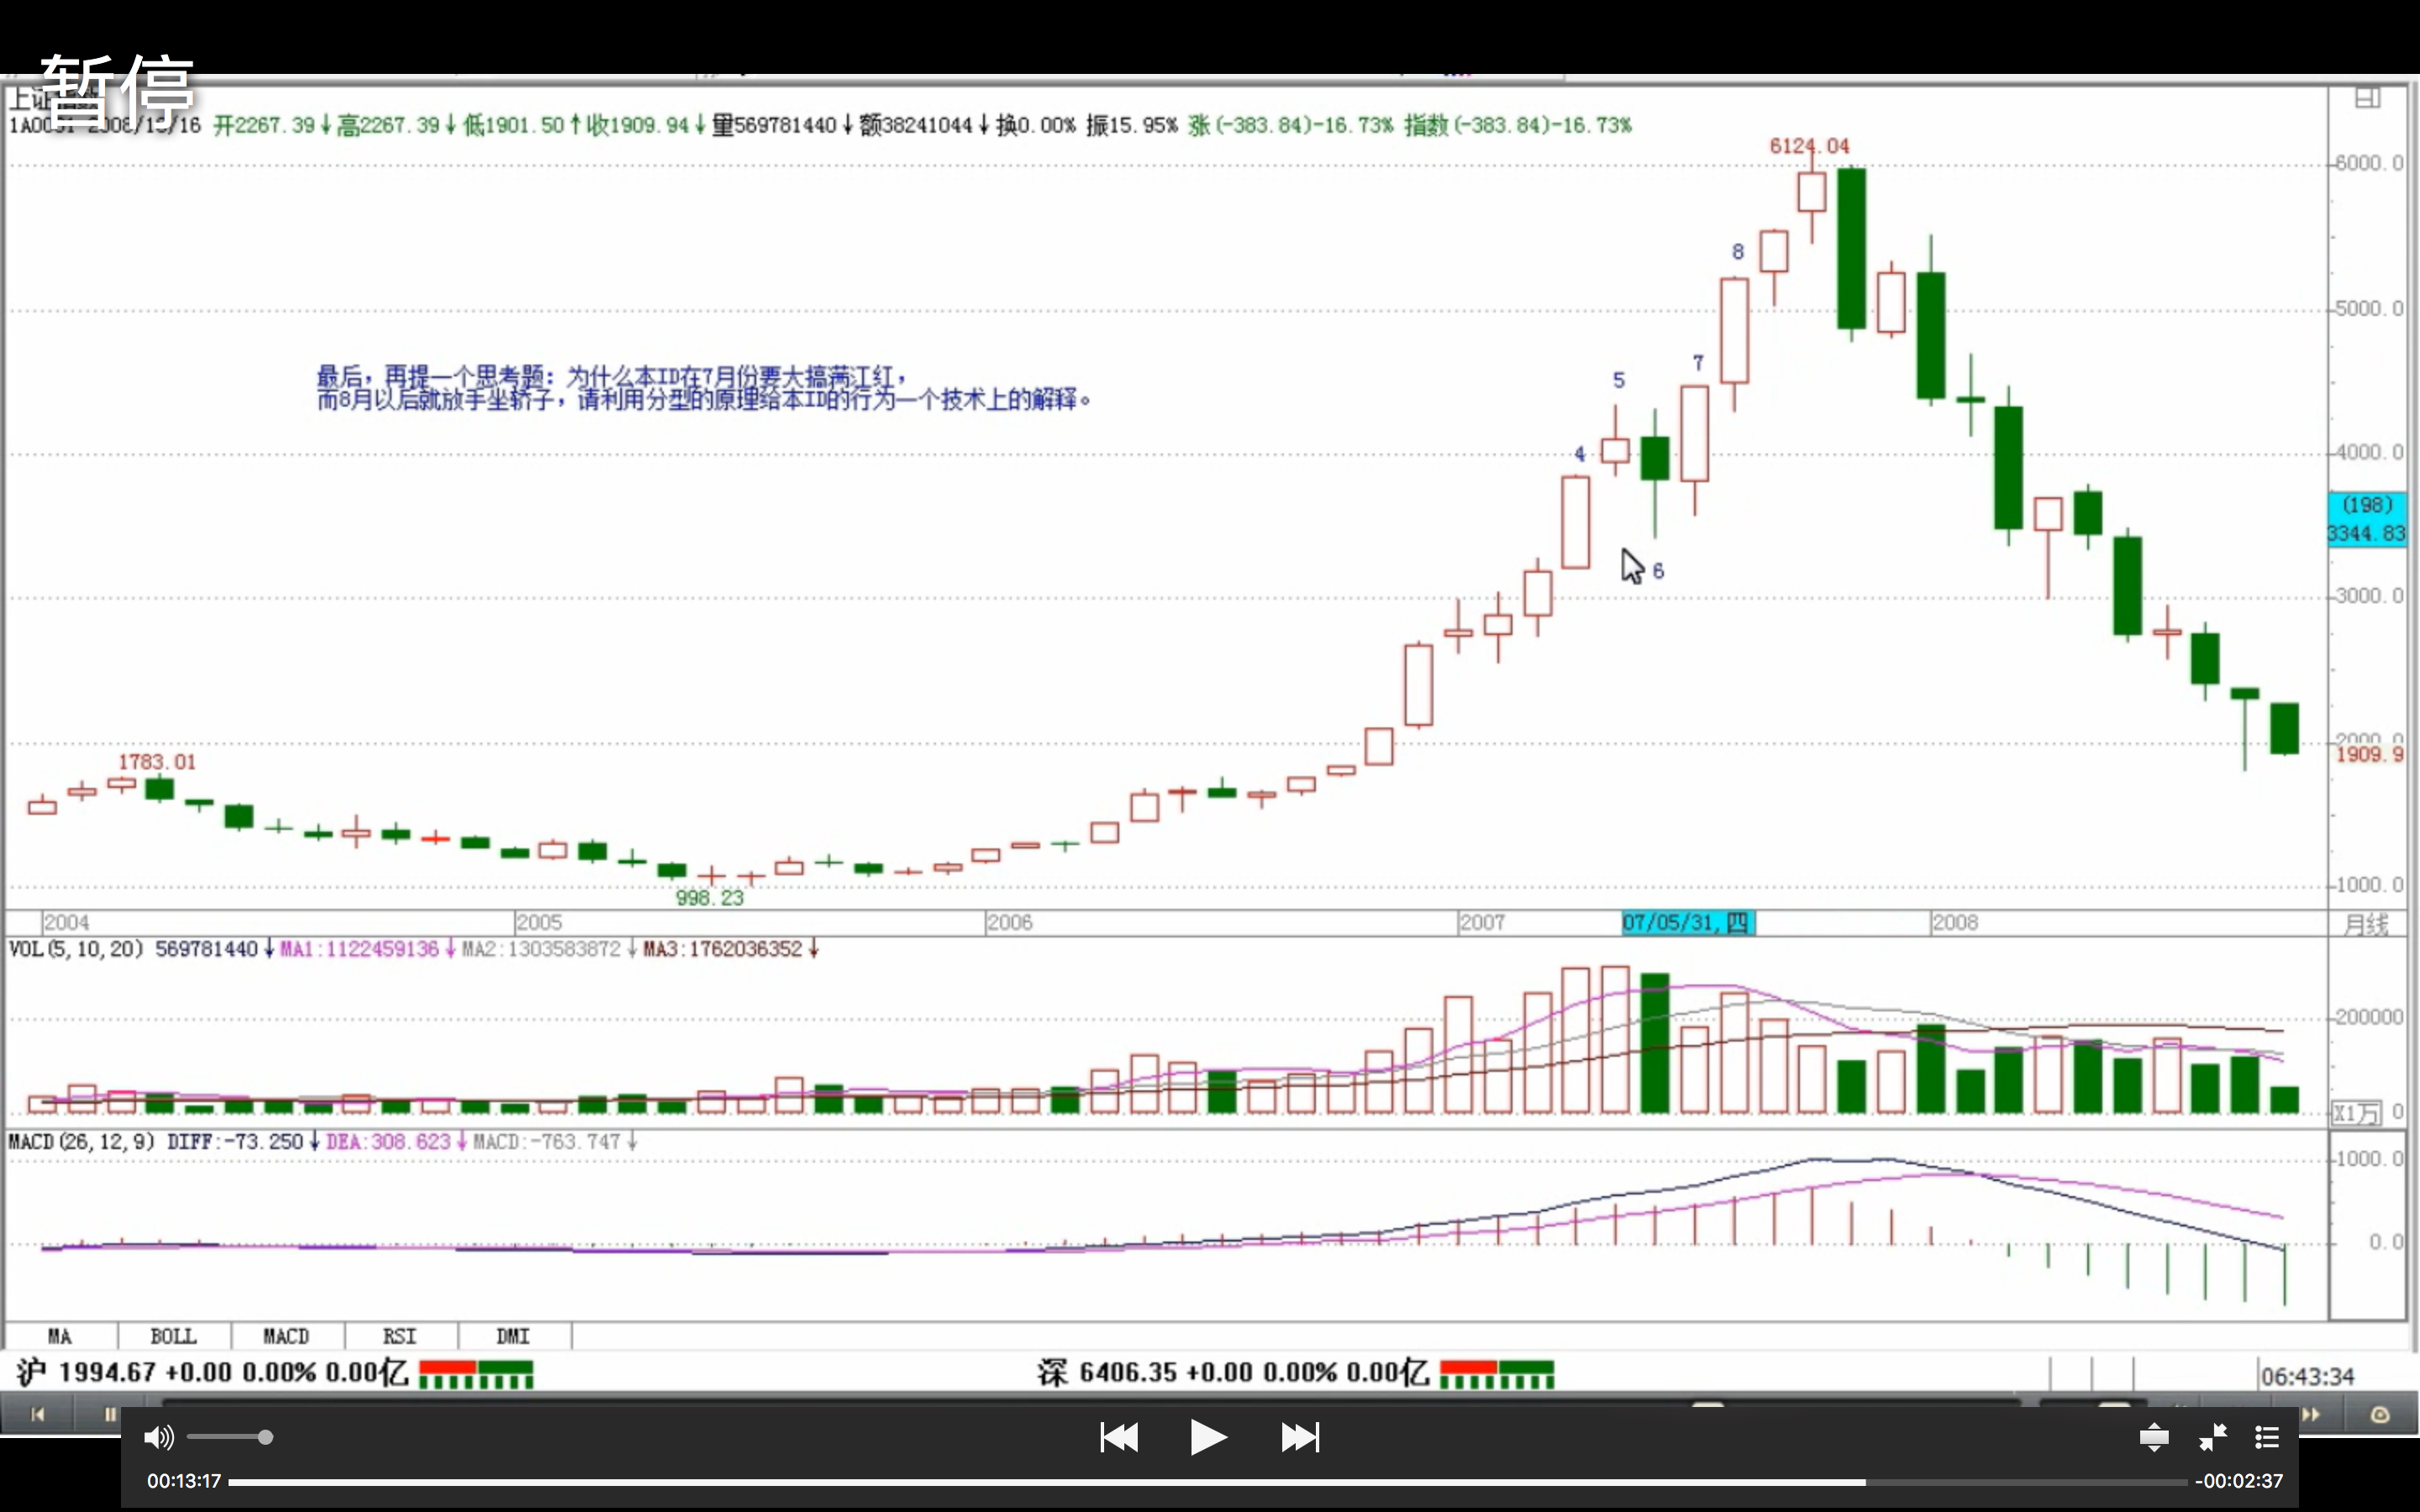 暂停
上证指数
1A0001 2008/10/16 开2267.39↓高2267.39↓低1901.50↑收1909.94↓量569781440↓额38241044↓换0.00% 振15.95% 涨(-383.84)-16.73% 指数(-383.84)-16.73%
6124.04
6000.0
8
5000.0
最后，再提一个思考题：为什么本ID在7月份要大搞满江红，
而8月以后就放手坐轿子，请利用分型的原理给本ID的行为一个技术上的解释。
7
5
4
4000.0
(198)
3344.83
6
3000.0
2000.0
1909.9
1783.01
998.23
1000.0
2004 2005 2006 2007 07/05/31,四 2008 月线
VOL(5,10,20) 569781440↓MA1:1122459136↓MA2:1303583872↓MA3:1762036352↓
200000
X1万 0
MACD(26,12,9) DIFF:-73.250↓DEA:308.623↓MACD:-763.747↓
1000.0
0.0
MA BOLL MACD RSI DMI
沪 1994.67 +0.00 0.00% 0.00亿 深 6406.35 +0.00 0.00% 0.00亿 06:43:34
00:13:17 -00:02:37